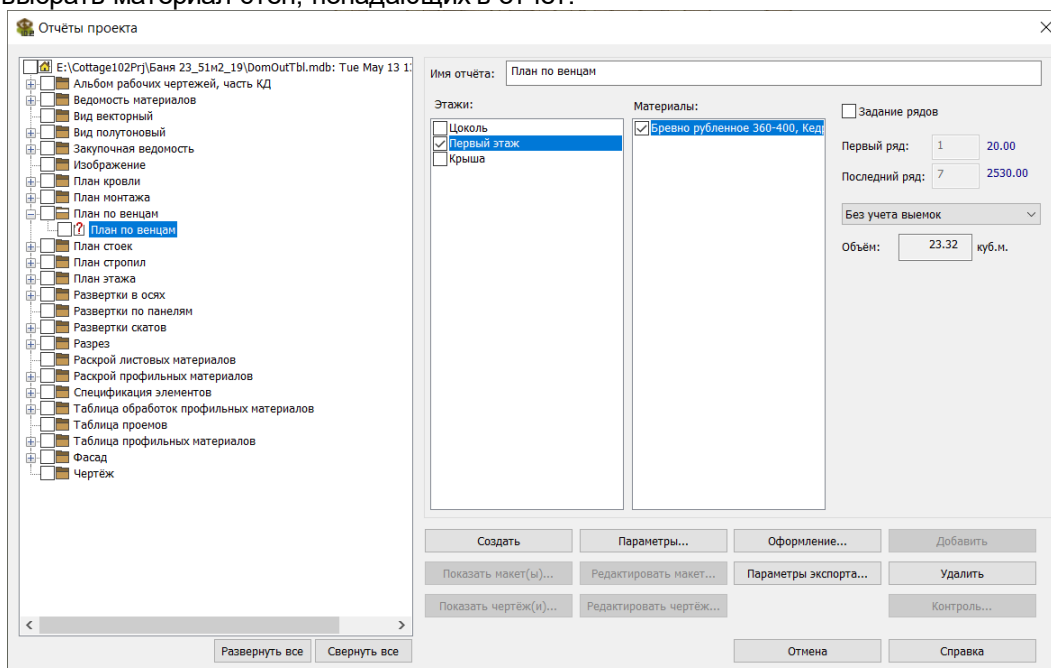 выбрать материал стен, попадающих в отчет.
Отчёты проекта
E:\Cottage102Prj\Баня 23_51м2_19\DomOutTbl.mdb: Tue May 13 1
Альбом рабочих чертежей, часть КД
Ведомость материалов
Вид векторный
Вид полутоновый
Закупочная ведомость
Изображение
План кровли
План монтажа
План по венцам
План по венцам
План стоек
План стропил
План этажа
Развертки в осях
Развертки по панелям
Развертки скатов
Разрез
Раскрой листовых материалов
Раскрой профильных материалов
Спецификация элементов
Таблица обработок профильных материалов
Таблица проемов
Таблица профильных материалов
Фасад
Чертёж
Развернуть все
Свернуть все
Имя отчёта: План по венцам
Этажи:
Цоколь
Первый этаж
Крыша
Материалы:
Бревно рубленное 360-400, Кедр
Задание рядов
Первый ряд: 1 20.00
Последний ряд: 7 2530.00
Без учета выемок
Объём: 23.32 куб.м.
Создать
Параметры...
Оформление...
Добавить
Показать макет(ы)...
Редактировать макет...
Параметры экспорта...
Удалить
Показать чертёж(и)...
Редактировать чертёж...
Контроль...
Отмена
Справка